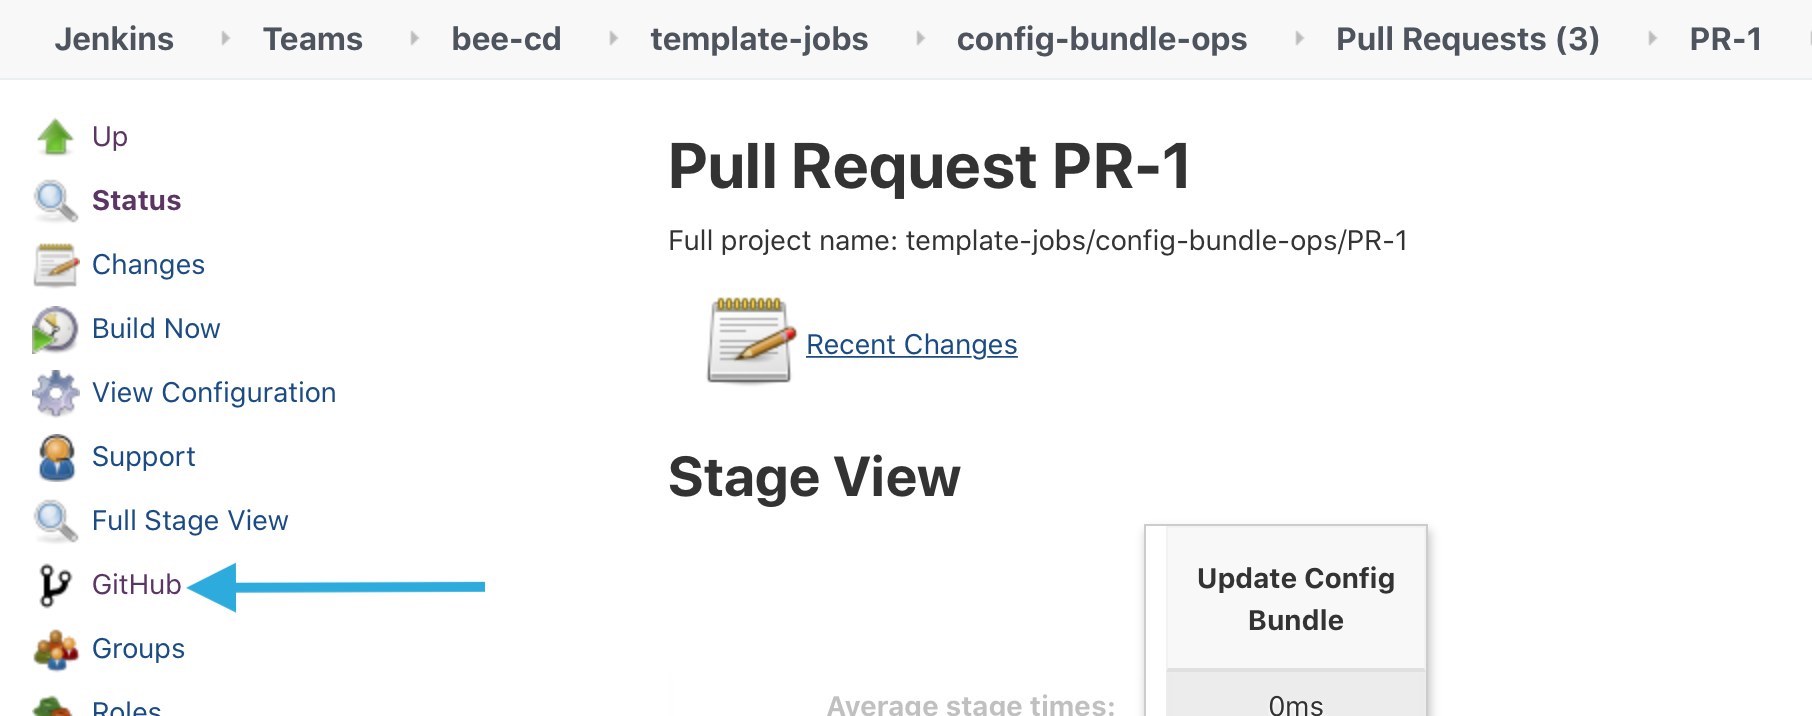 Jenkins Teams bee-cd template-jobs config-bundle-ops Pull Requests (3) PR-1
Up
Status
Changes
Build Now
View Configuration
Support
Full Stage View
GitHub
Groups
Roles
Pull Request PR-1
Full project name: template-jobs/config-bundle-ops/PR-1
Recent Changes
Stage View
Update Config
Bundle
Average stage times:
0ms